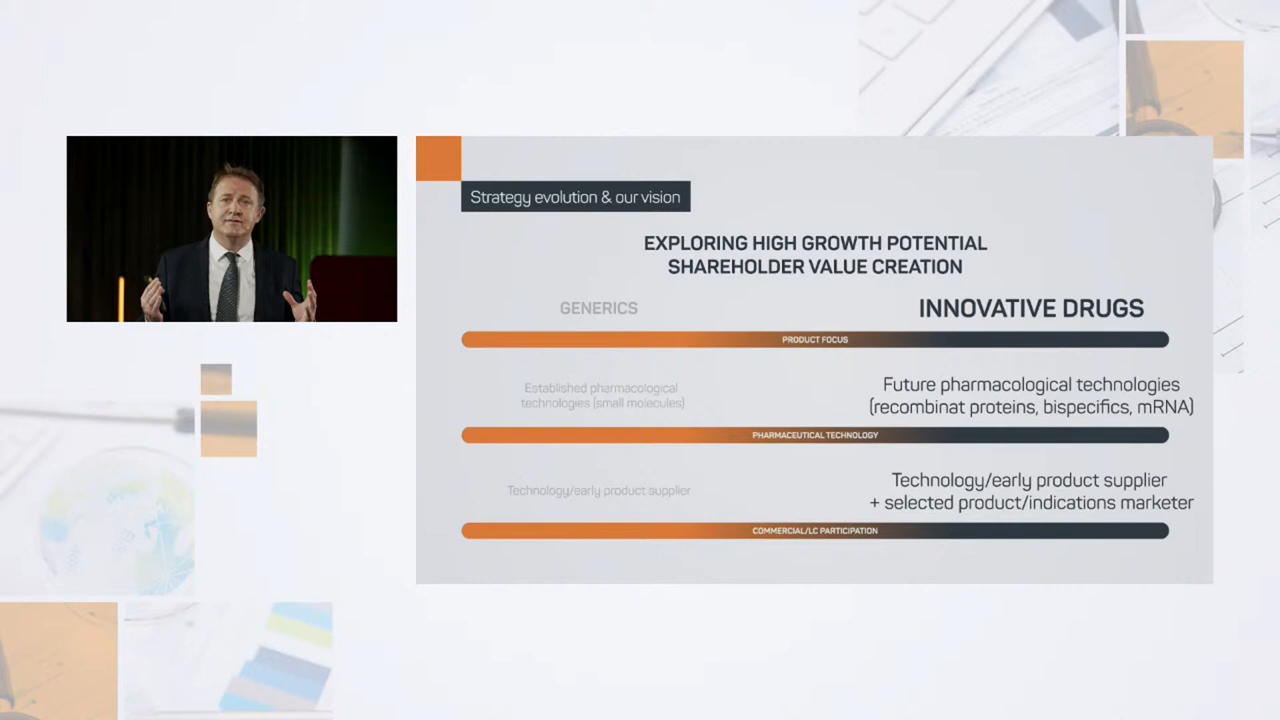 Strategy evolution & our vision
EXPLORING HIGH GROWTH POTENTIAL
SHAREHOLDER VALUE CREATION
GENERICS
INNOVATIVE DRUGS
PRODUCT FOCUS
Established pharmacological
technologies (small molecules)
Future pharmacological technologies
(recombinat proteins, bispecifics, mRNA)
PHARMACEUTICAL TECHNOLOGY
Technology/early product supplier
Technology/early product supplier
+ selected product/indications marketer
COMMERCIAL/LC PARTICIPATION